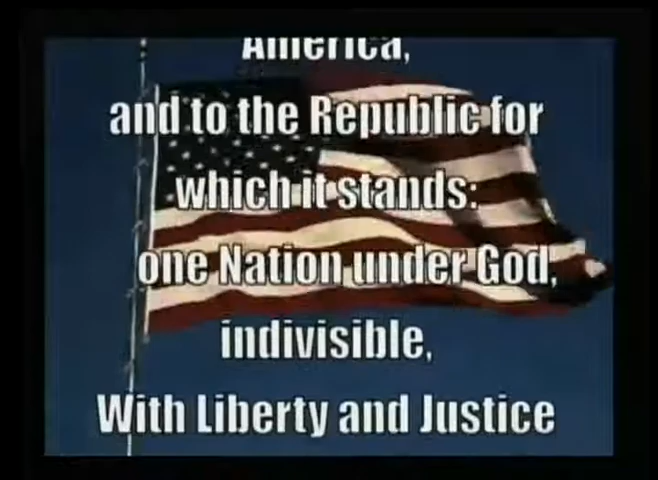 America,
and to the Republic for
which it stands:
one Nation under God,
indivisible,
With Liberty and Justice